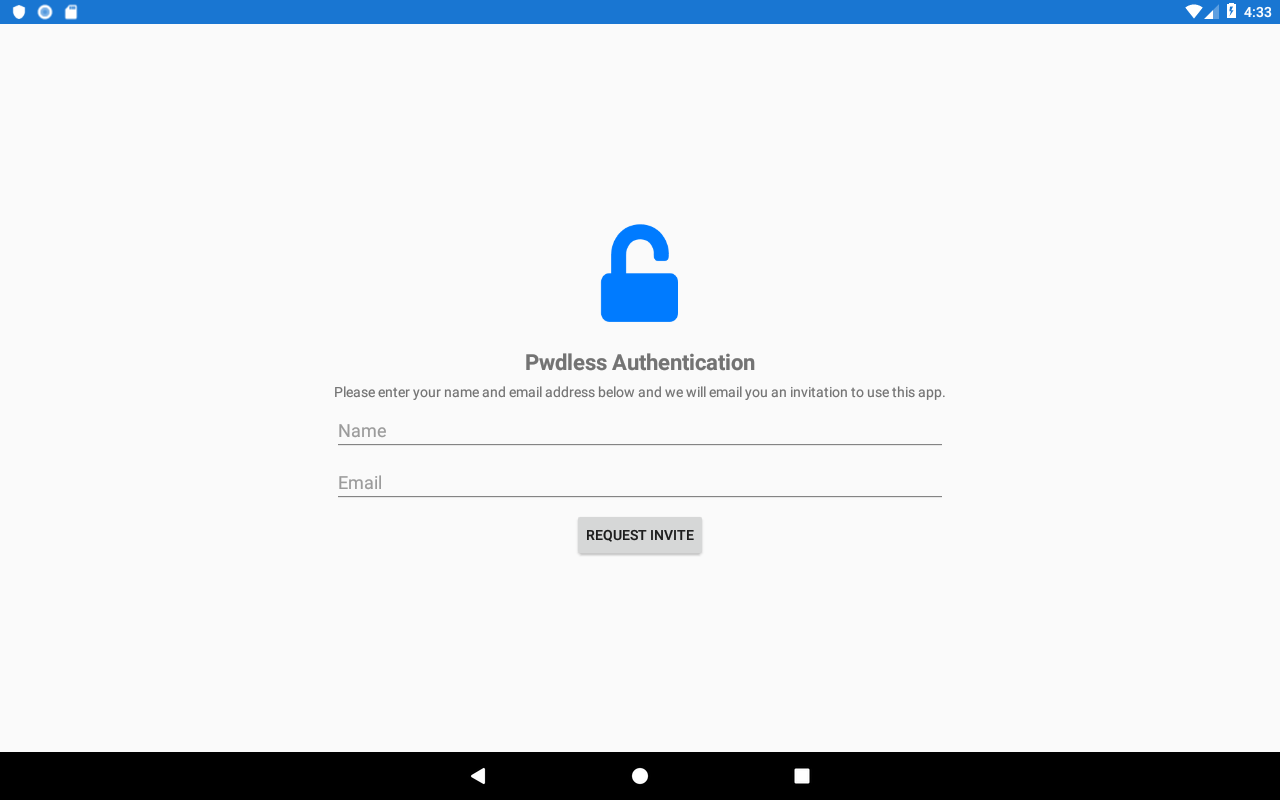 4:33
Pwdless Authentication
Please enter your name and email address below and we will email you an invitation to use this app.
Name
Email
REQUEST INVITE